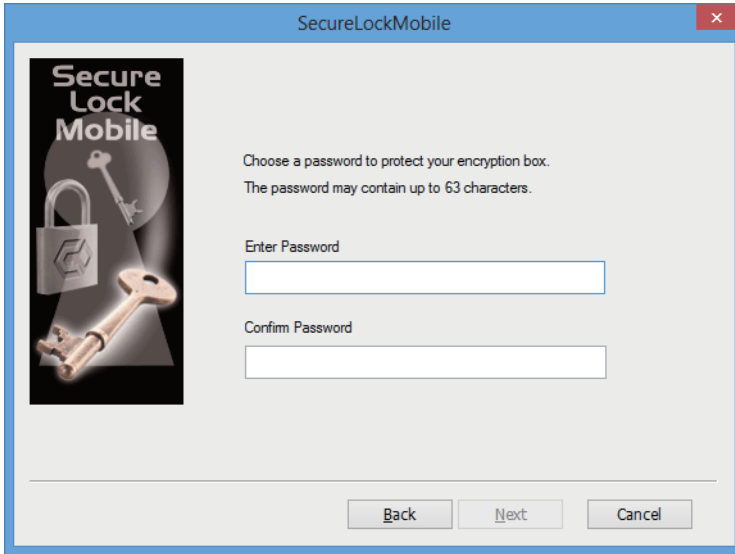 SecureLockMobile
Secure
Lock
Mobile
Choose a password to protect your encryption box.
The password may contain up to 63 characters.
Enter Password
Confirm Password
Back
Next
Cancel